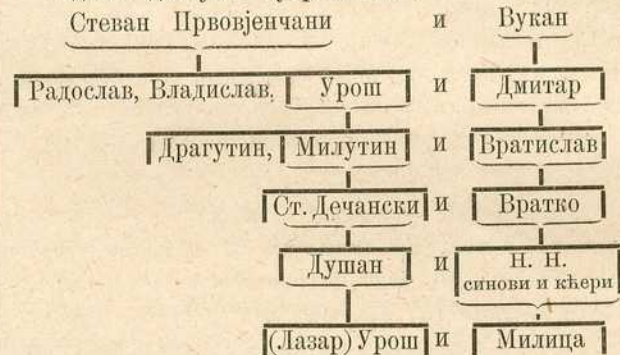 Стеван Првовјенчани и Вукан
Радослав, Владислав, Урош и Дмитар
Драгутин, Милутин и Вратислав
Ст. Дечански и Вратко
Душан и Н. Н.
синови и кћери
(Лазар) Урош и Милица